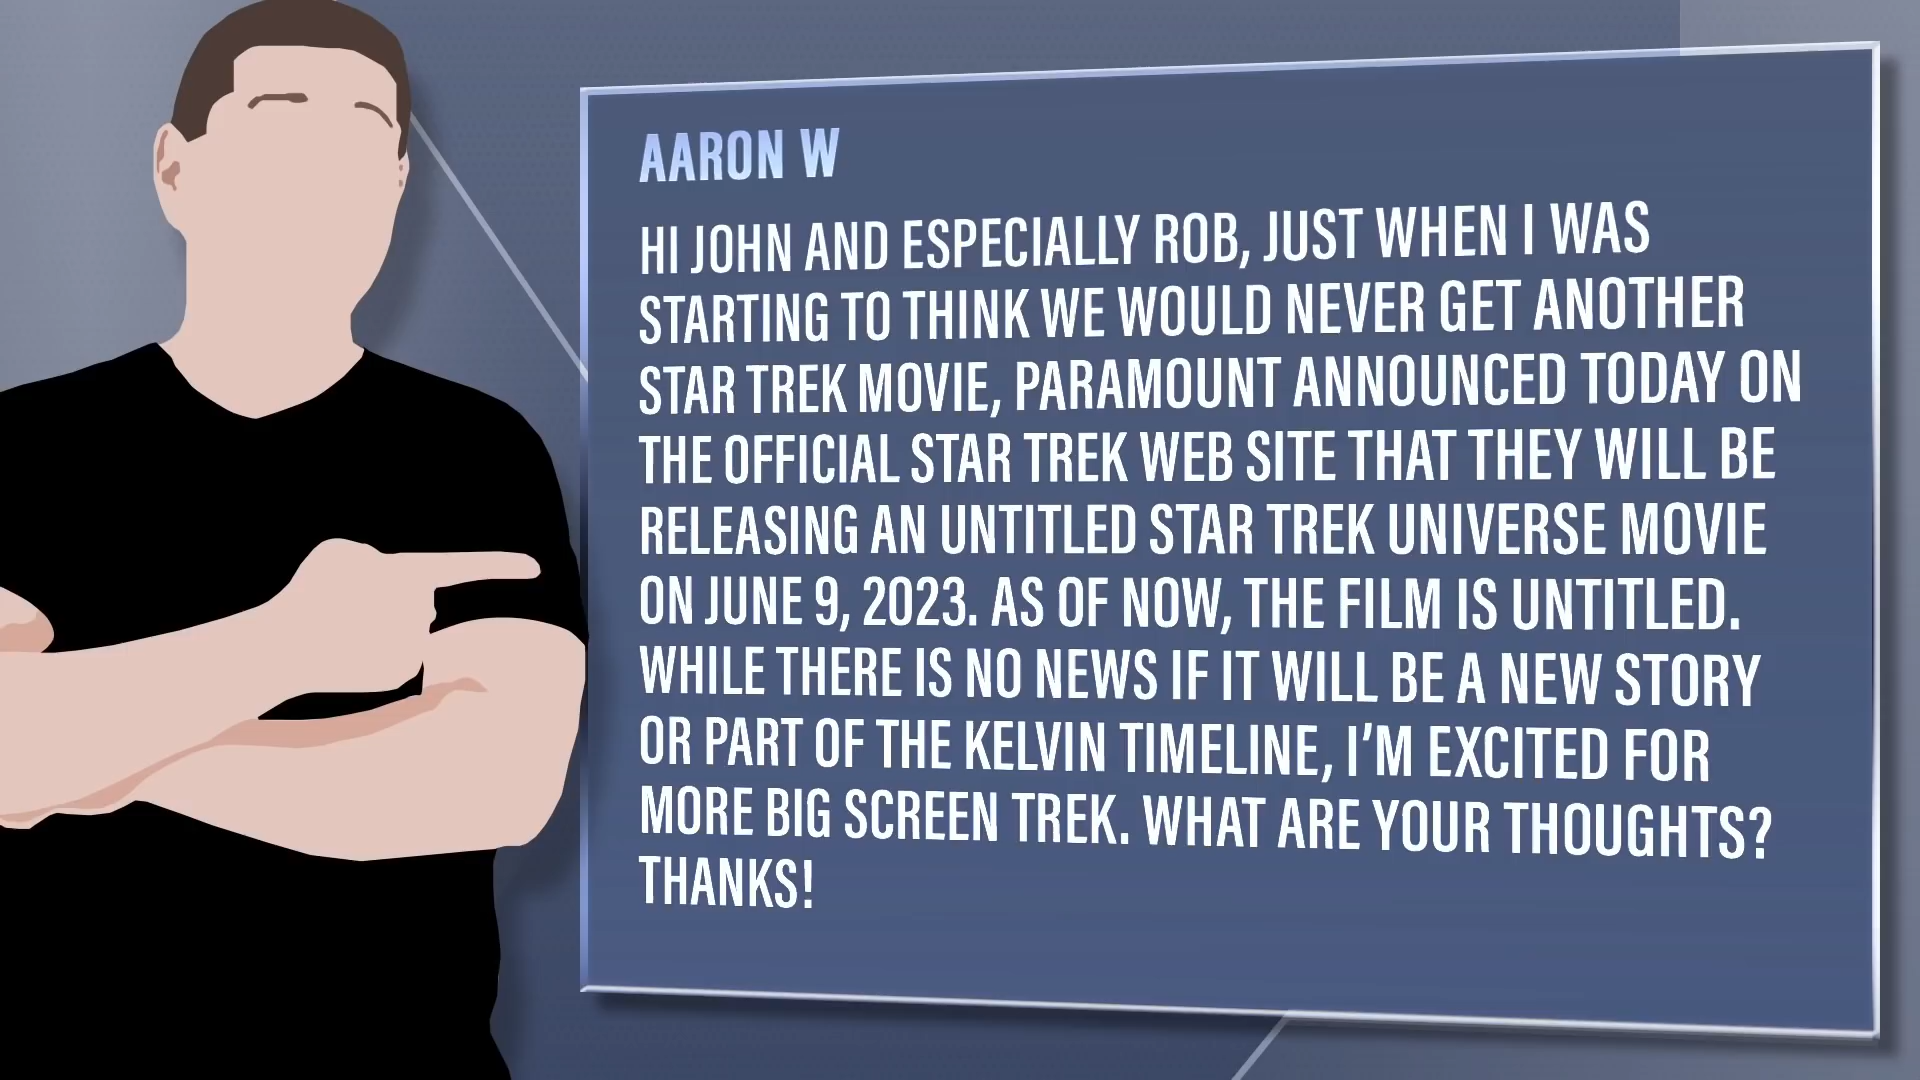 AARON W
HI JOHN AND ESPECIALLY ROB, JUST WHEN I WAS
STARTING TO THINK WE WOULD NEVER GET ANOTHER
STAR TREK MOVIE, PARAMOUNT ANNOUNCED TODAY ON
THE OFFICIAL STAR TREK WEB SITE THAT THEY WILL BE
RELEASING AN UNTITLED STAR TREK UNIVERSE MOVIE
ON JUNE 9, 2023. AS OF NOW, THE FILM IS UNTITLED.
WHILE THERE IS NO NEWS IF IT WILL BE A NEW STORY
OR PART OF THE KELVIN TIMELINE, I'M EXCITED FOR
MORE BIG SCREEN TREK. WHAT ARE YOUR THOUGHTS?
THANKS!